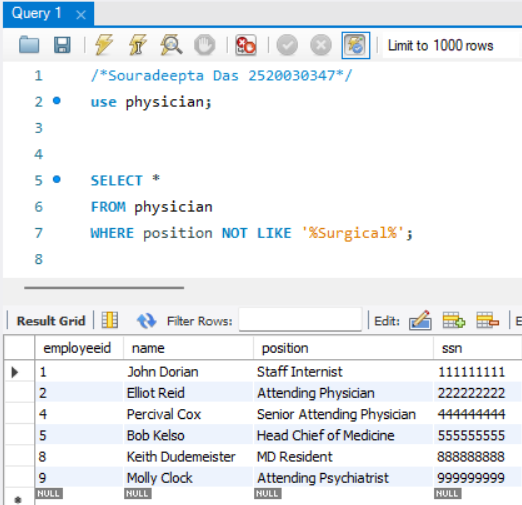 Query 1
Limit to 1000 rows
1 /*Souradeepta Das 2520030347*/
2 use physician;
3
4
5 SELECT *
6 FROM physician
7 WHERE position NOT LIKE '%Surgical%';
8
Result Grid Filter Rows: Edit: E
employeeid name position ssn
1 John Dorian Staff Internist 111111111
2 Elliot Reid Attending Physician 222222222
4 Percival Cox Senior Attending Physician 444444444
5 Bob Kelso Head Chief of Medicine 555555555
8 Keith Dudemeister MD Resident 888888888
9 Molly Clock Attending Psychiatrist 999999999
NULL NULL NULL NULL